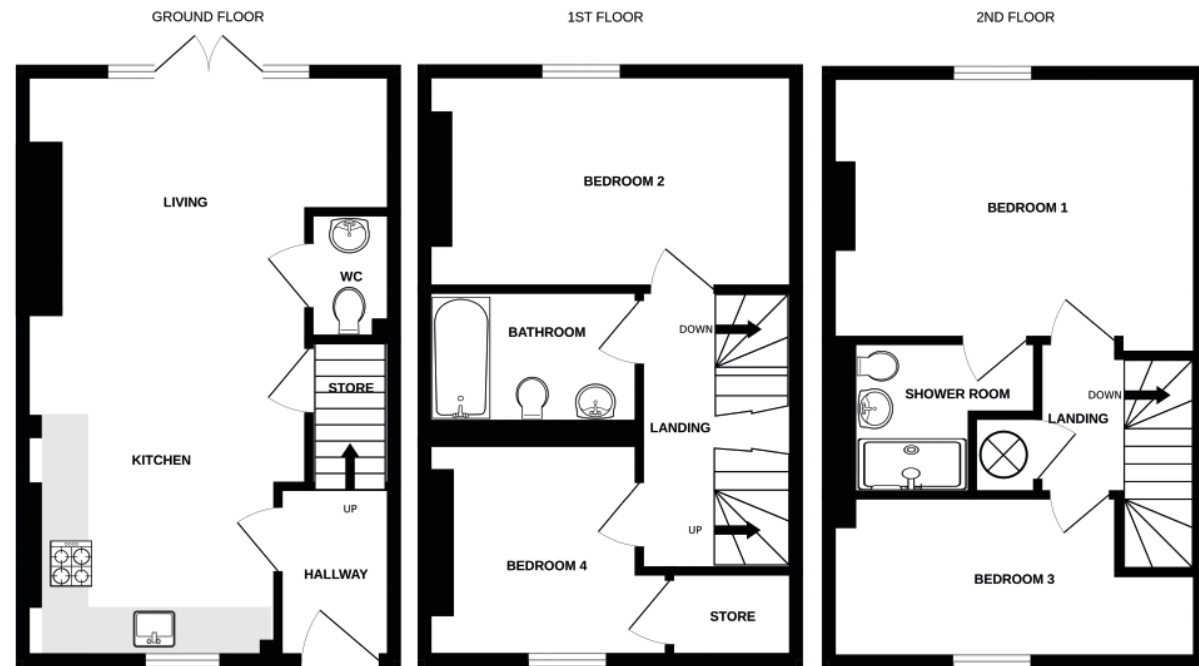 GROUND FLOOR
LIVING
WC
STORE
KITCHEN
UP
HALLWAY
1ST FLOOR
BEDROOM 2
DOWN
BATHROOM
LANDING
UP
BEDROOM 4
STORE
2ND FLOOR
BEDROOM 1
SHOWER ROOM
DOWN
LANDING
BEDROOM 3